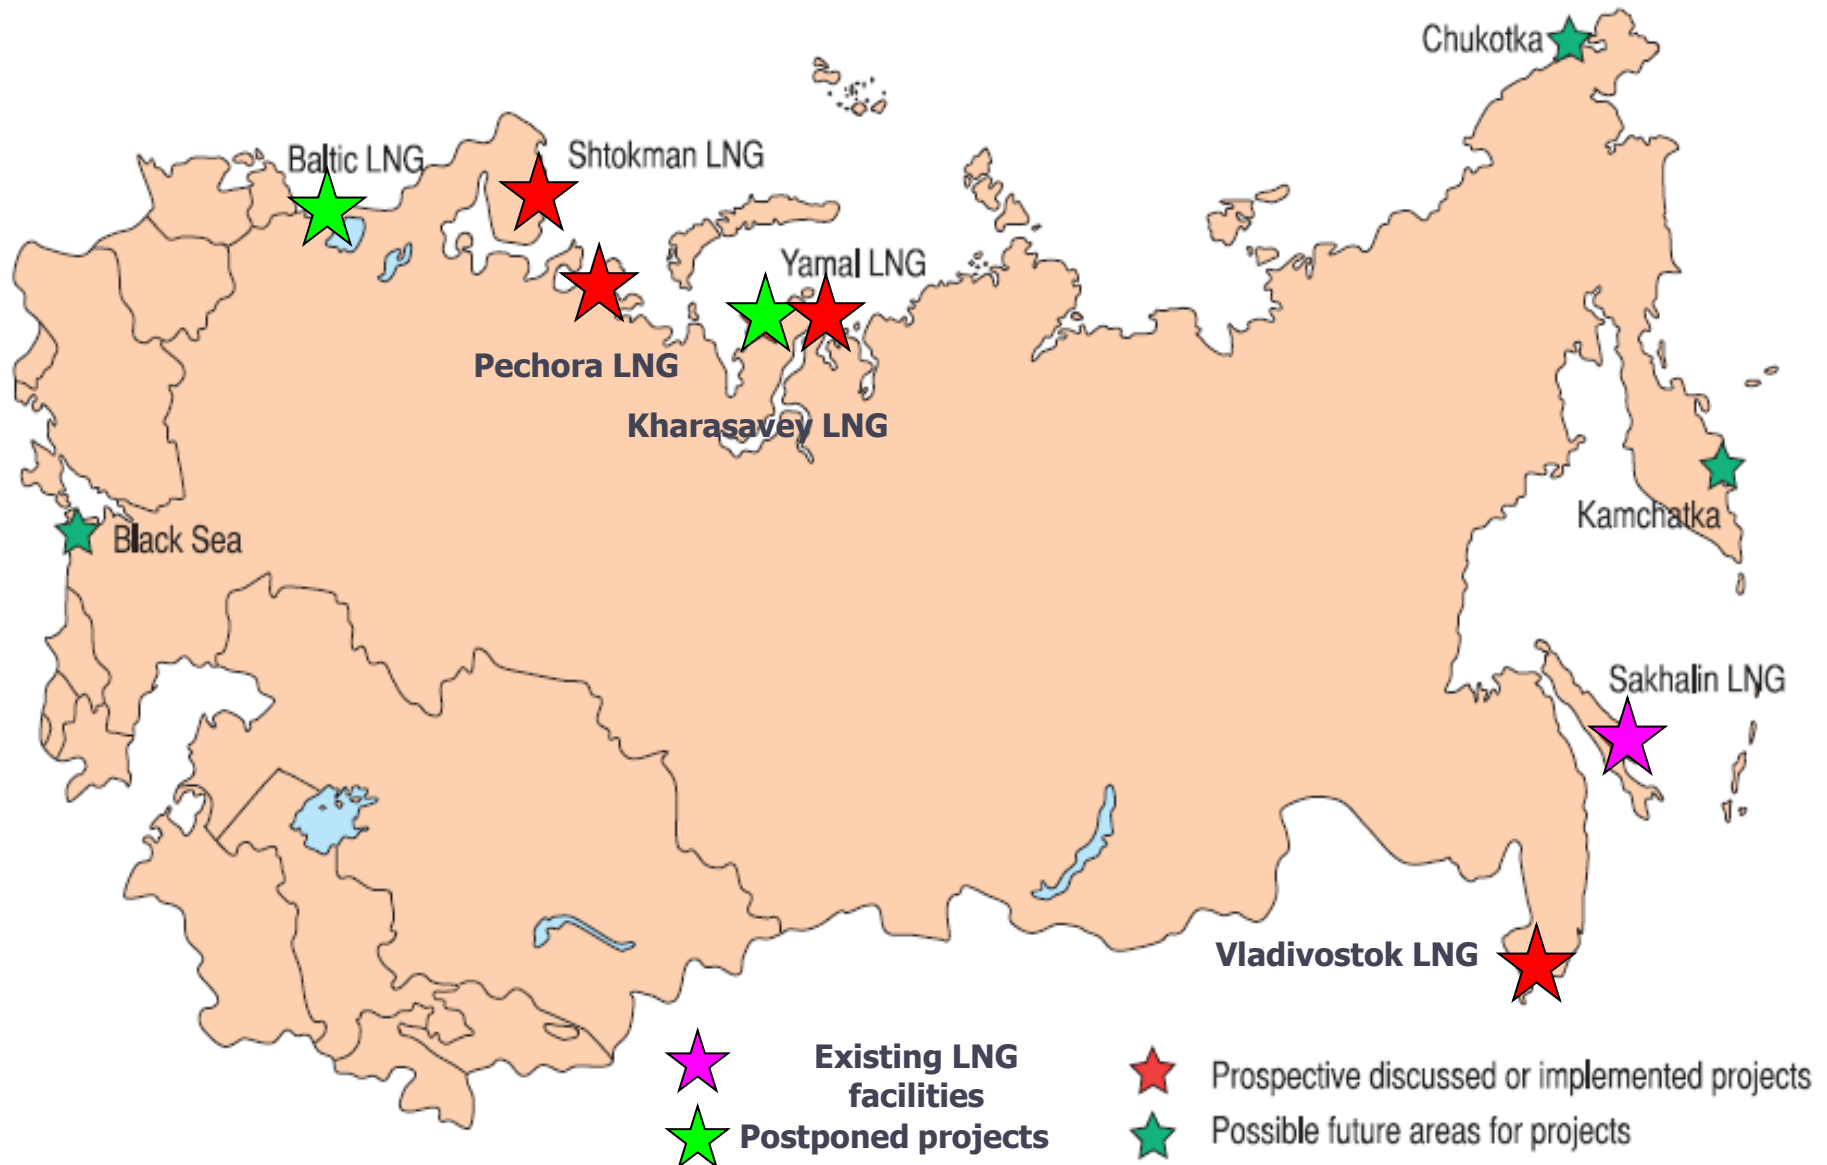 Chukotka
Baltic LNG
Shtokman LNG
Yamal LNG
Pechora LNG
Kharasavey LNG
Kamchatka
Black Sea
Sakhalin LNG
Vladivostok LNG
Existing LNG
facilities
Postponed projects
Prospective discussed or implemented projects
Possible future areas for projects